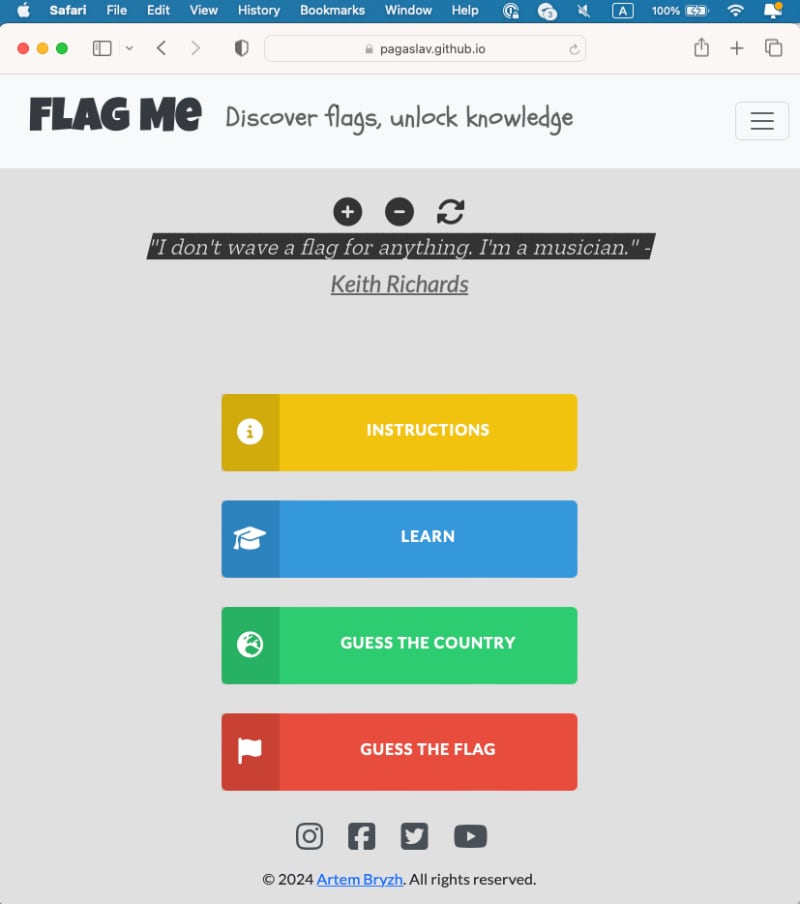 Safari File Edit View History Bookmarks Window Help 3 A 100%
pagaslav.github.io
FLAG Me Discover flags, unlock knowledge
"I don't wave a flag for anything. I'm a musician." -
Keith Richards
INSTRUCTIONS
LEARN
GUESS THE COUNTRY
GUESS THE FLAG
© 2024 Artem Bryzh. All rights reserved.